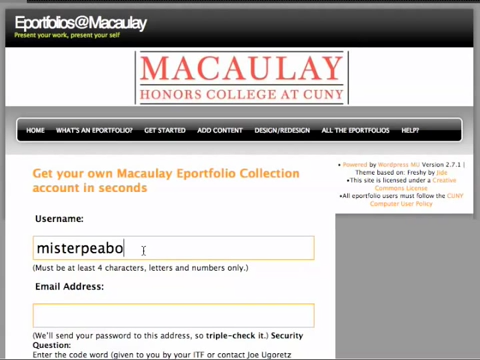 Eportfolios@Macaulay
Present your work, present your self
MACAULAY
HONORS COLLEGE AT CUNY
HOME WHAT'S AN EPORTFOLIO? GET STARTED ADD CONTENT DESIGN/REDESIGN ALL THE EPORTFOLIOS HELP?
Get your own Macaulay Eportfolio Collection
account in seconds
Username:
misterpeabo
(Must be at least 4 characters, letters and numbers only.)
Email Address:
(We'll send your password to this address, so triple-check it.) Security
Question:
Enter the code word (given to you by your ITF or contact Joe Ugoretz
• Powered by Wordpress MU Version 2.7.1 |
Theme based on: Freshy by Jide
•This site is licensed under a Creative
Commons License
•All eportfolio users must follow the CUNY
Computer User Policy